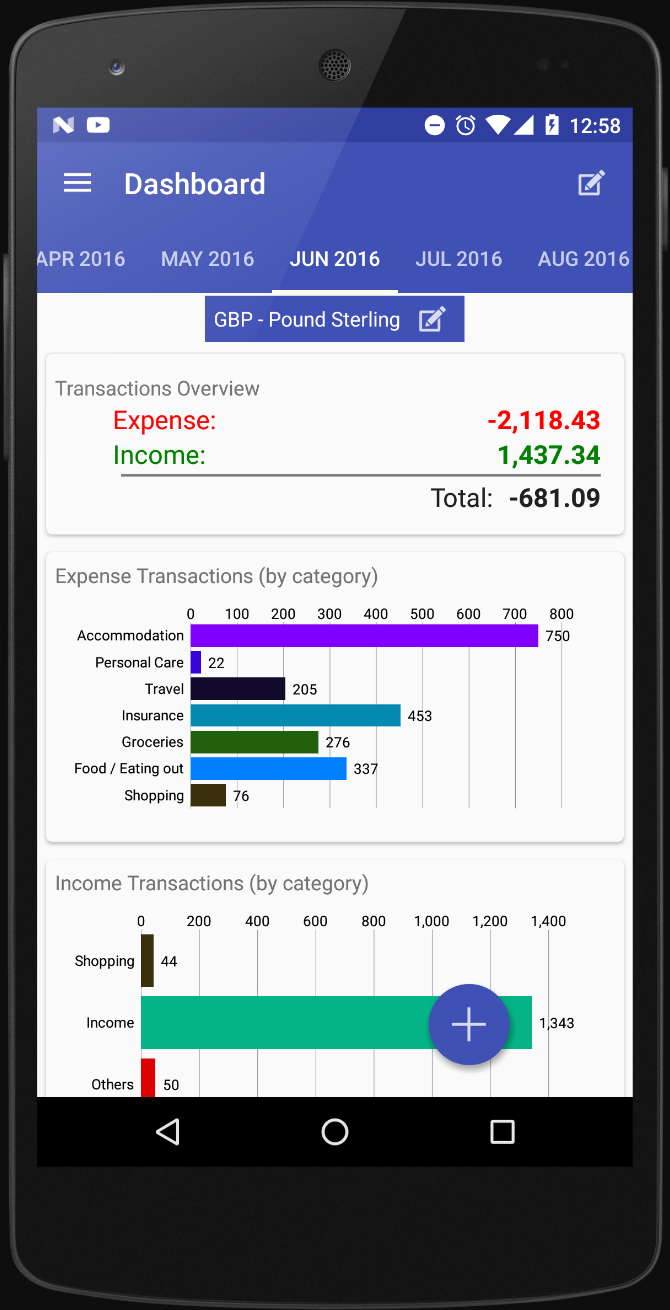 12:58
Dashboard
APR 2016 MAY 2016 JUN 2016 JUL 2016 AUG 2016
GBP - Pound Sterling
Transactions Overview
Expense: -2,118.43
Income: 1,437.34
Total: -681.09
Expense Transactions (by category)
0 100 200 300 400 500 600 700 800
Accommodation 750
Personal Care 22
Travel 205
Insurance 453
Groceries 276
Food / Eating out 337
Shopping 76
Income Transactions (by category)
0 200 400 600 800 1,000 1,200 1,400
Shopping 44
Income 1,343
Others 50